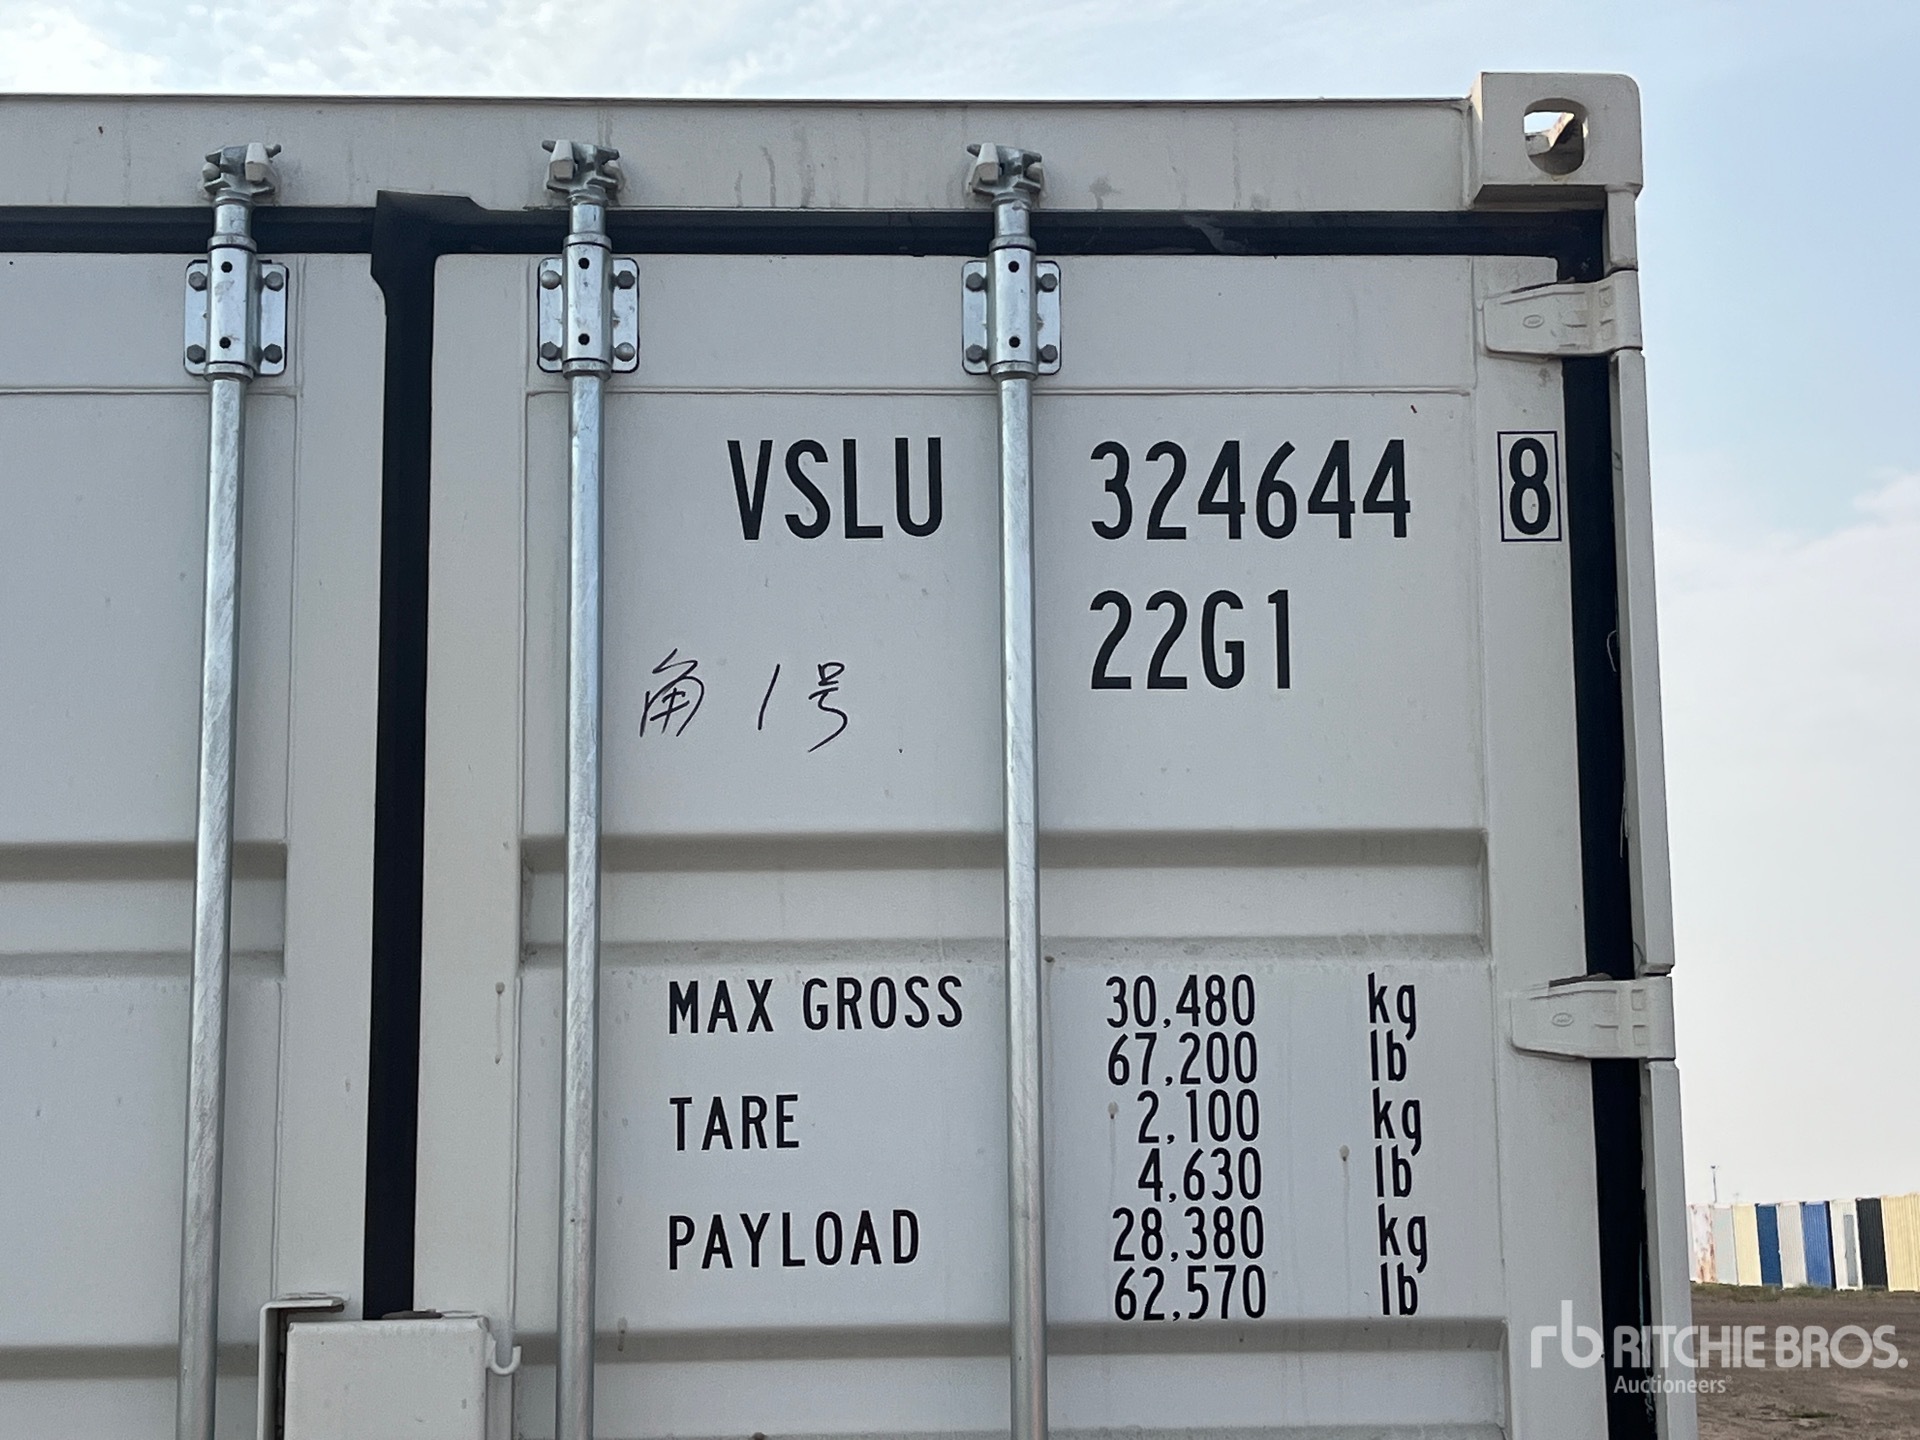 VSLU 324644 8
22G1
角 1号
MAX GROSS 30,480 kg
67,200 lb
TARE 2,100 kg
4,630 lb
PAYLOAD 28,380 kg
62,570 lb
rb RITCHIE BROS.
Auctioneers